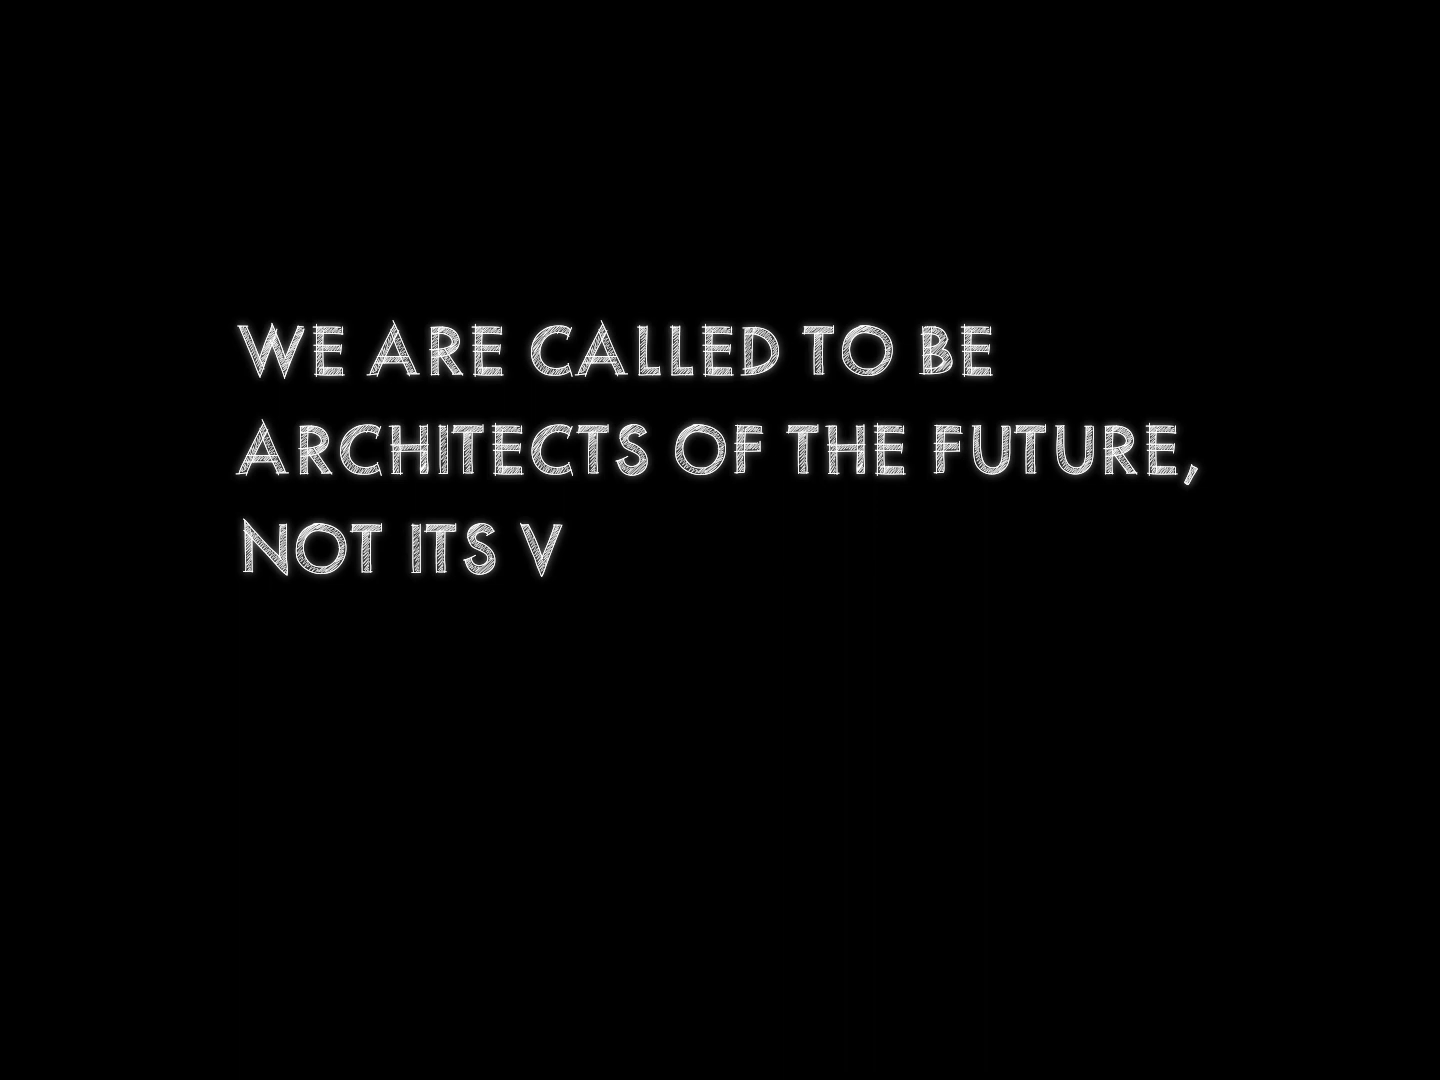 WE ARE CALLED TO BE
ARCHITECTS OF THE FUTURE,
NOT ITS V